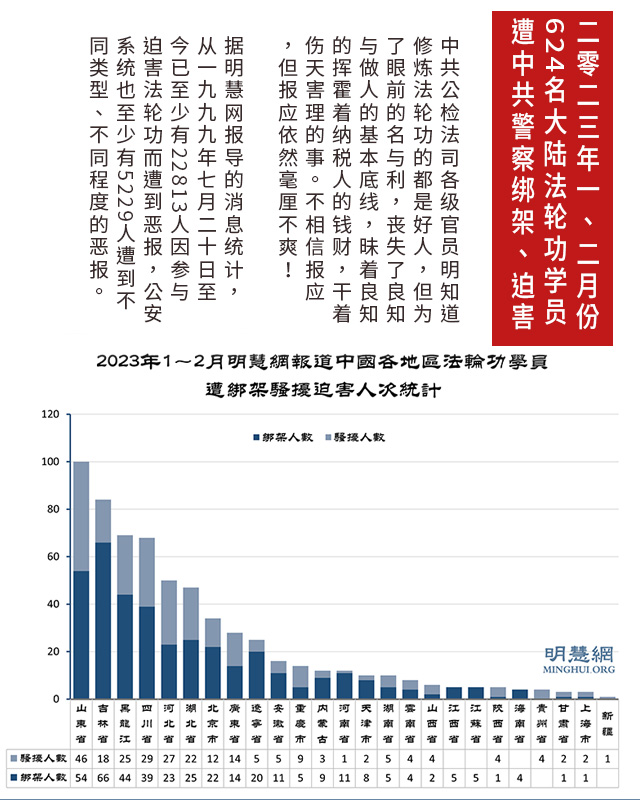 二零二三年一、二月份
624名大陆法轮功学员
遭中共警察绑架、迫害
中共公检法司各级官员明知道
修炼法轮功的都是好人，但为
了眼前的名与利，丧失了良知
与做人的基本底线，昧着良知
的挥霍着纳税人的钱财，干着
伤天害理的事。不相信报应
，但报应依然毫厘不爽！
据明慧网报导的消息统计，
从一九九九年七月二十日至
今已至少有22813人因参与
迫害法轮功而遭到恶报，公安
系统也至少有5229人遭到不
同类型、不同程度的恶报。
2023年1～2月明慧網報道中國各地區法輪功學員
遭綁架騷擾迫害人次統計
綁架人數 騷擾人數
120
100
80
60
40
20
0
明慧網
MINGHUI.ORG
山東省 吉林省 黑龍江 四川省 河北省 湖北省 北京市 廣東省 遼寧省 安徽省 重慶市 內蒙古 河南省 天津市 湖南省 雲南省 山西省 江西省 江蘇省 陝西省 海南省 貴州省 甘肅省 上海市 新疆
騷擾人數 46 18 25 29 27 22 12 14 5 5 9 3 1 2 5 4 4 4 4 2 2 1
綁架人數 54 66 44 39 23 25 22 14 20 11 5 9 11 8 5 4 2 5 5 1 4 1 1